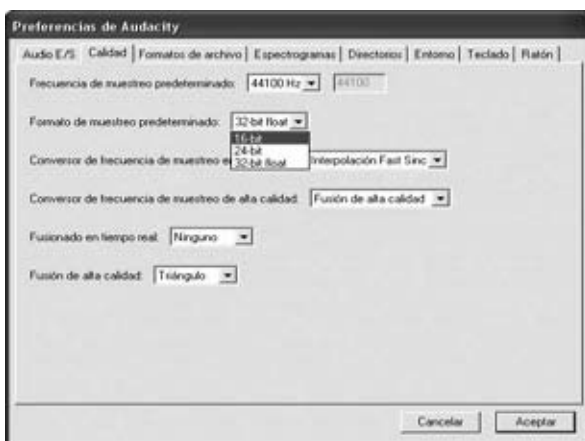 Preferencias de Audacity
Audio E/S Calidad Formatos de archivo Espectrogramas Directorios Entorno Teclado Ratón
Frecuencia de muestreo predeterminado: 44100 Hz 44100
Formato de muestreo predeterminado: 32-bit float
16-bit
24-bit
32-bit float
Conversor de frecuencia de muestreo e Interpolación Fast Sinc
Conversor de frecuencia de muestreo de alta calidad: Fusión de alta calidad
Fusionado en tiempo real: Ninguno
Fusión de alta calidad: Triángulo
Cancelar Aceptar